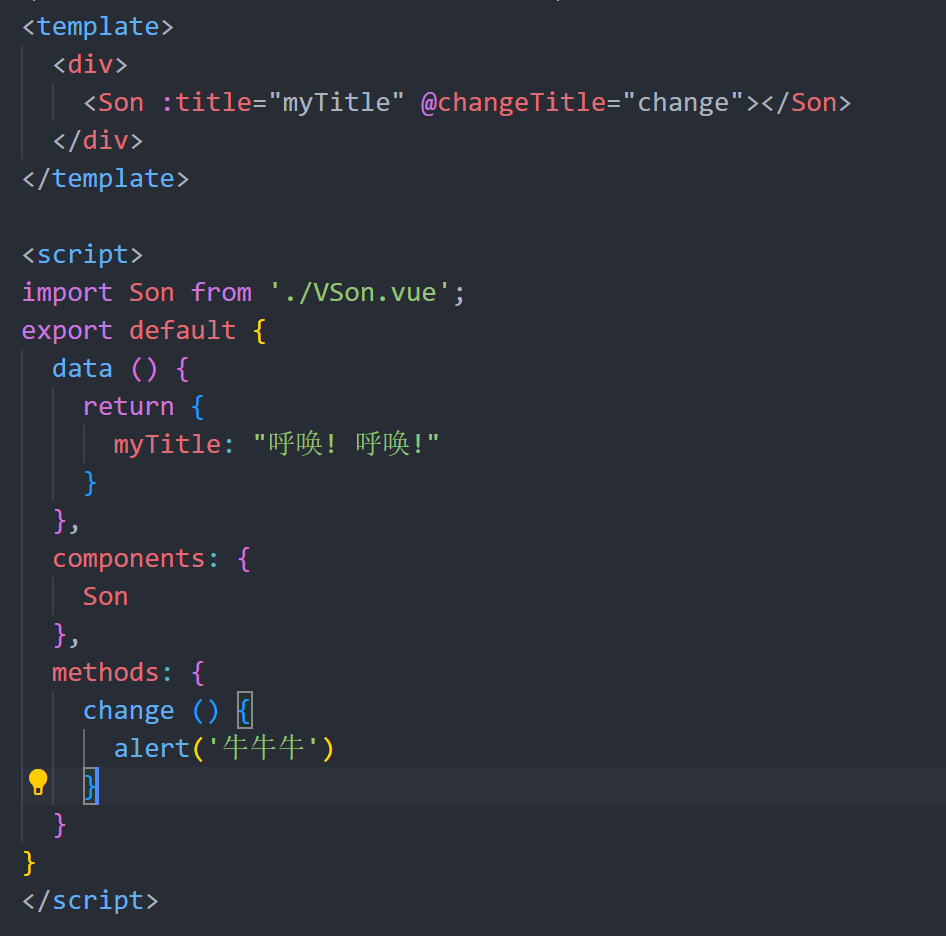 <template>
  <div>
    <Son :title="myTitle" @changeTitle="change"></Son>
  </div>
</template>

<script>
import Son from './VSon.vue';
export default {
  data () {
    return {
      myTitle: "呼唤! 呼唤!"
    }
  },
  components: {
    Son
  },
  methods: {
    change () {
      alert('牛牛牛')
    }
  }
}
</script>